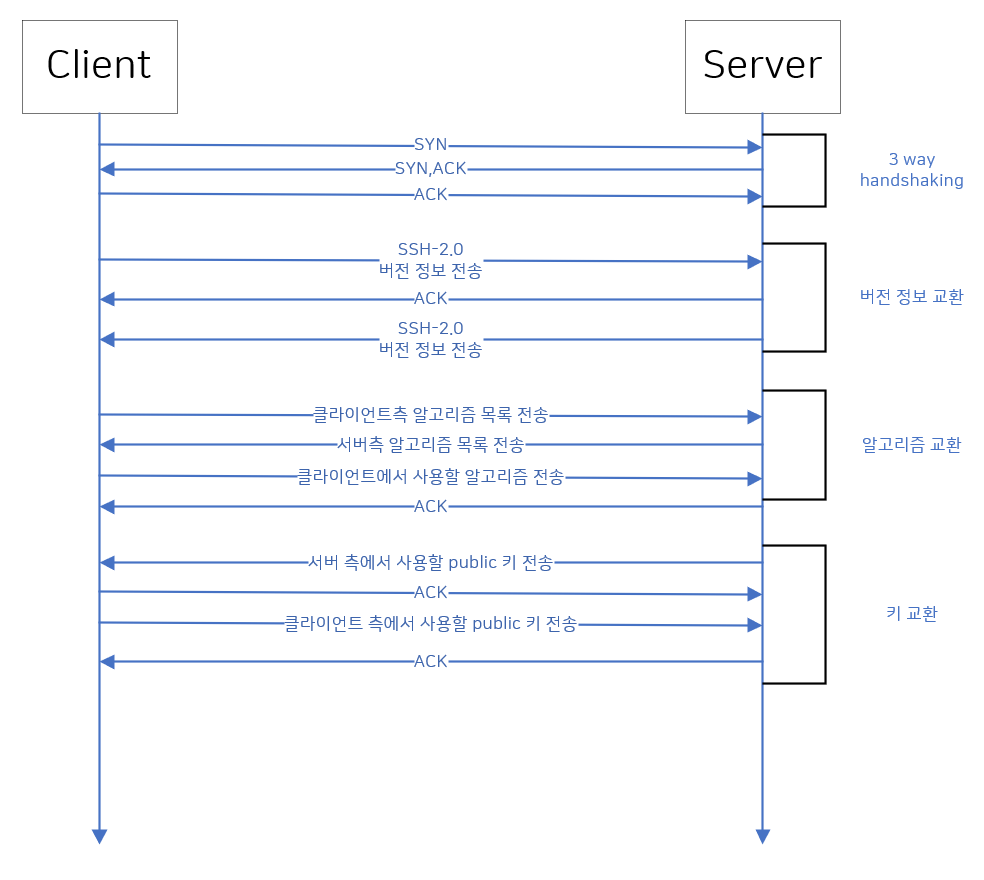 Client
Server
SYN
SYN,ACK
ACK
3 way
handshaking
SSH-2.0
버전 정보 전송
ACK
SSH-2.0
버전 정보 전송
버전 정보 교환
클라이언트측 알고리즘 목록 전송
서버측 알고리즘 목록 전송
클라이언트에서 사용할 알고리즘 전송
ACK
알고리즘 교환
서버 측에서 사용할 public 키 전송
ACK
클라이언트 측에서 사용할 public 키 전송
ACK
키 교환